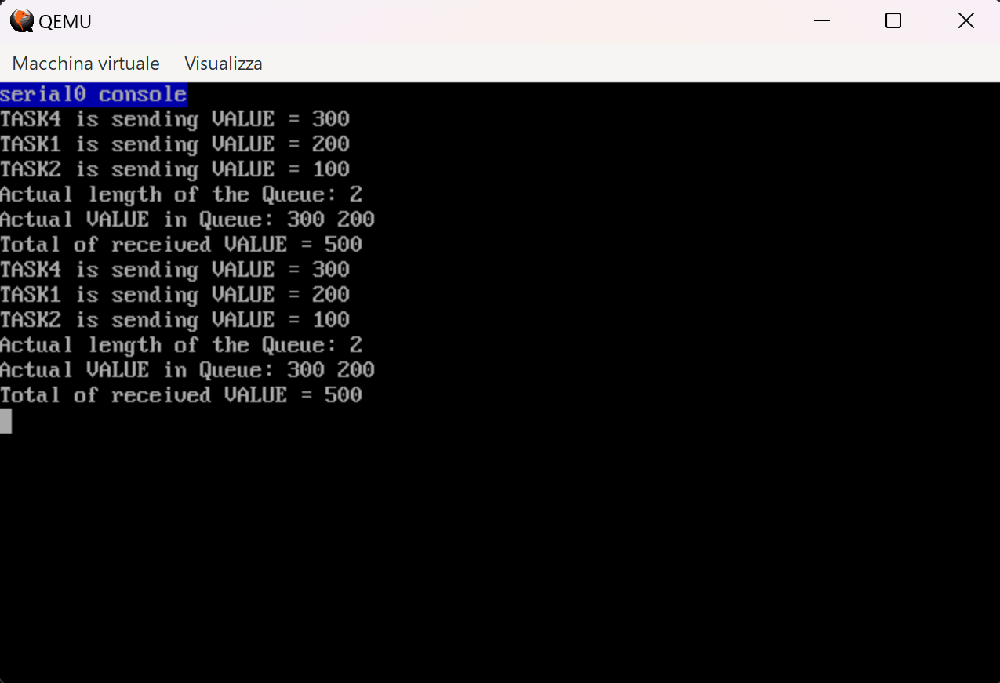 QEMU
Macchina virtuale Visualizza
serial0 console
TASK4 is sending VALUE = 300
TASK1 is sending VALUE = 200
TASK2 is sending VALUE = 100
Actual length of the Queue: 2
Actual VALUE in Queue: 300 200
Total of received VALUE = 500
TASK4 is sending VALUE = 300
TASK1 is sending VALUE = 200
TASK2 is sending VALUE = 100
Actual length of the Queue: 2
Actual VALUE in Queue: 300 200
Total of received VALUE = 500